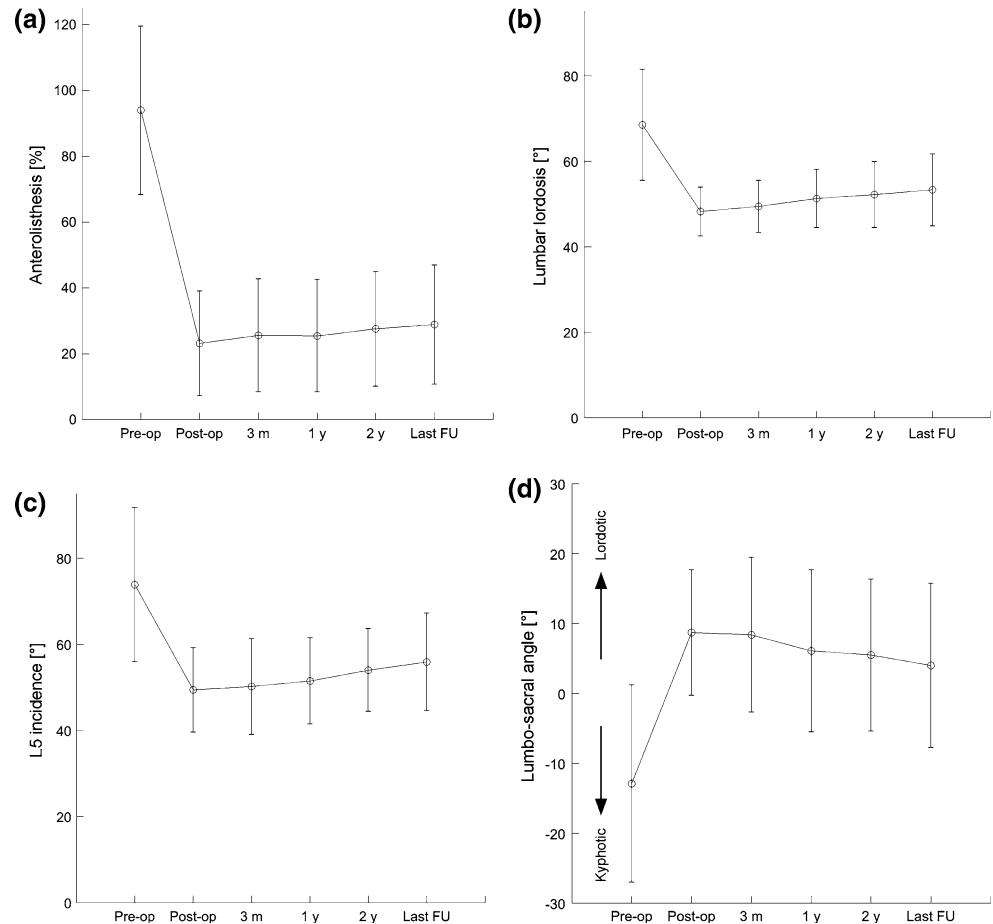 (a)
Anterolisthesis [%]
120
100
80
60
40
20
0
Pre-op Post-op 3 m 1 y 2 y Last FU
(b)
Lumbar lordosis [°]
80
60
40
20
0
Pre-op Post-op 3 m 1 y 2 y Last FU
(c)
L5 incidence [°]
80
60
40
20
0
Pre-op Post-op 3 m 1 y 2 y Last FU
(d)
Lumbo-sacral angle [°]
30
20
10
0
-10
-20
-30
Lordotic
Kyphotic
Pre-op Post-op 3 m 1 y 2 y Last FU